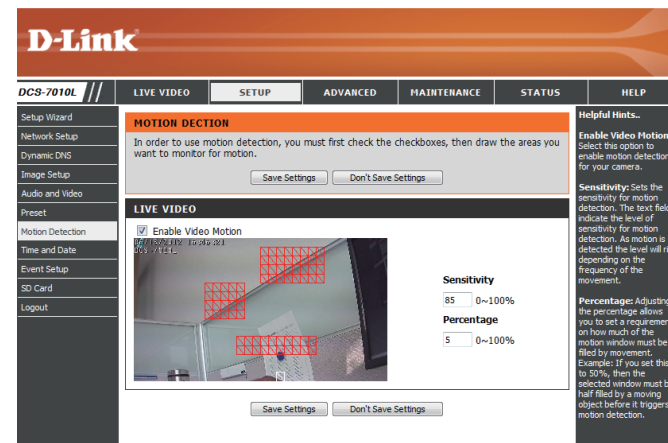 D-Link
DCS-7010L
LIVE VIDEO
SETUP
ADVANCED
MAINTENANCE
STATUS
HELP
Setup Wizard
Network Setup
Dynamic DNS
Image Setup
Audio and Video
Preset
Motion Detection
Time and Date
Event Setup
SD Card
Logout
MOTION DECTION
In order to use motion detection, you must first check the checkboxes, then draw the areas you
want to monitor for motion.
Save Settings
Don't Save Settings
LIVE VIDEO
Enable Video Motion
Sensitivity
85 0~100%
Percentage
5 0~100%
Save Settings
Don't Save Settings
Helpful Hints..
Enable Video Motion
Select this option to
enable motion detection
for your camera.
Sensitivity: Sets the
sensitivity for motion
detection. The text field
indicate the level of
sensitivity for motion
detection. As motion is
detected the level will ri
depending on the
frequency of the
movement.
Percentage: Adjusting
the percentage allows
you to set a requiremen
on how much of the
motion window must be
filled by movement.
Example: If you set this
to 50%, then the
selected window must b
half filled by a moving
object before it triggers
motion detection.